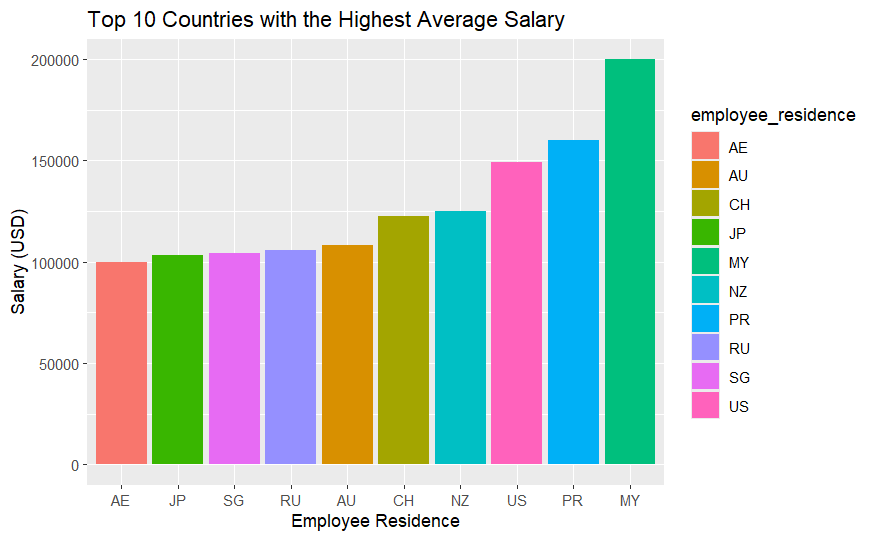 Top 10 Countries with the Highest Average Salary
Salary (USD)
200000
150000
100000
50000
0
AE JP SG RU AU CH NZ US PR MY
Employee Residence
employee_residence
AE
AU
CH
JP
MY
NZ
PR
RU
SG
US